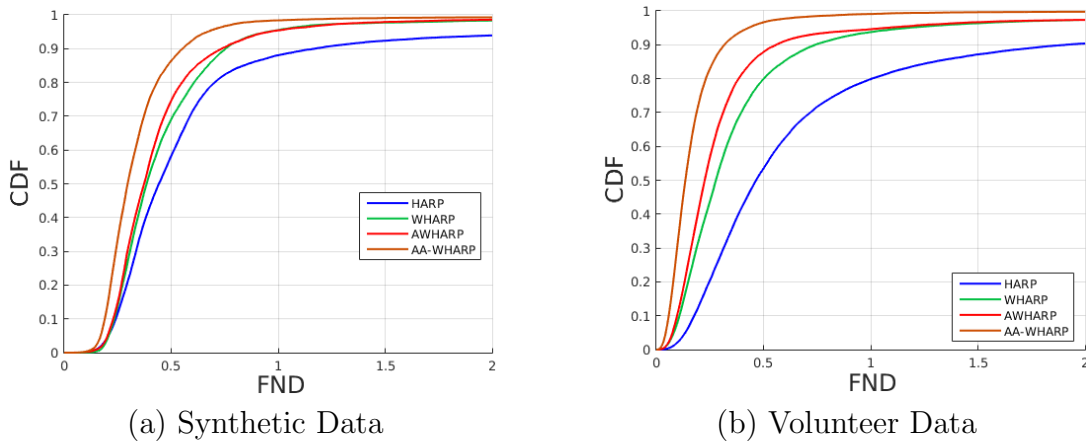 1
0.9
0.8
0.7
0.6
0.5
0.4
0.3
0.2
0.1
0
CDF
HARP
WHARP
AWHARP
AA-WHARP
0 0.5 1 1.5 2
FND
(a) Synthetic Data
1
0.9
0.8
0.7
0.6
0.5
0.4
0.3
0.2
0.1
0
CDF
HARP
WHARP
AWHARP
AA-WHARP
0 0.5 1 1.5 2
FND
(b) Volunteer Data